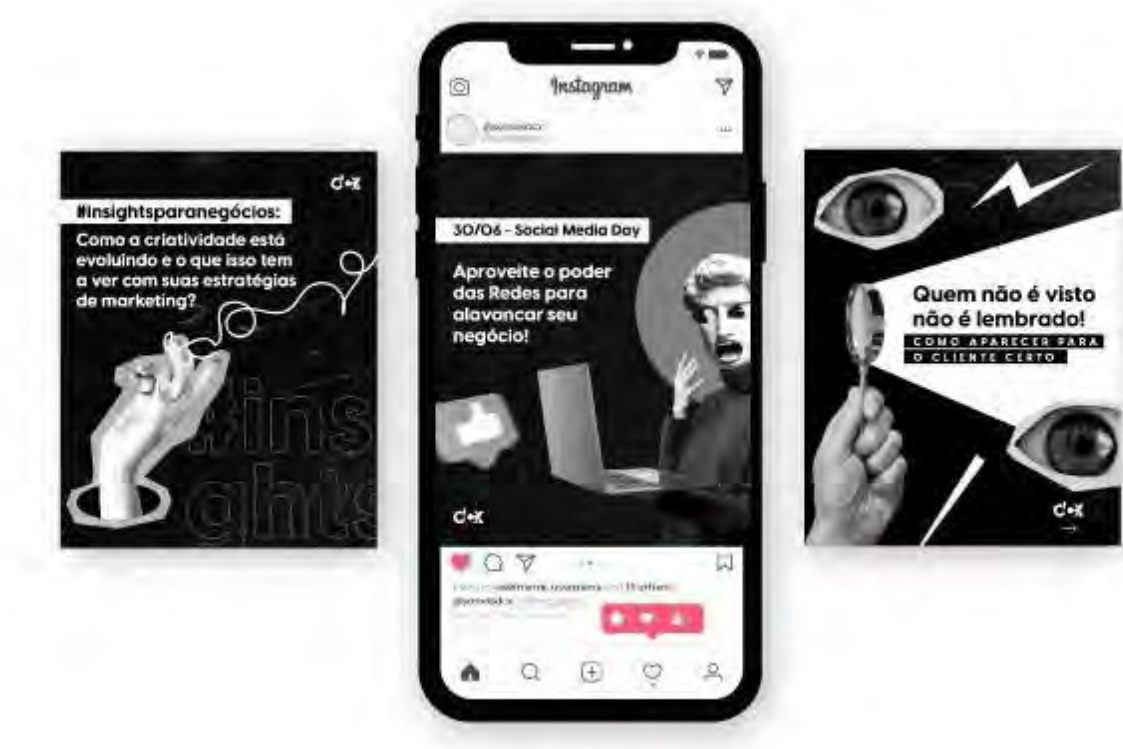 #insightsparanegócios:
Como a criatividade está
evoluindo e o que isso tem
a ver com suas estratégias
de marketing?
#insi
ghts
Instagram
30/06 - Social Media Day
Aproveite o poder
das Redes para
alavancar seu
negócio!
Quem não é visto
não é lembrado!
COMO APARECER PARA
O CLIENTE CERTO